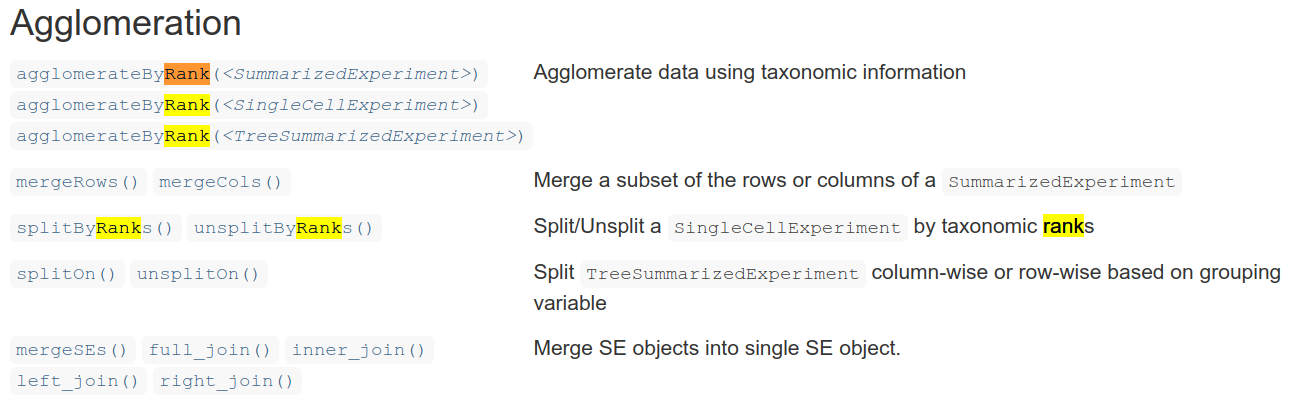 Agglomeration
agglomerateByRank(<SummarizedExperiment>) Agglomerate data using taxonomic information
agglomerateByRank(<SingleCellExperiment>)
agglomerateByRank(<TreeSummarizedExperiment>)
mergeRows() mergeCols() Merge a subset of the rows or columns of a SummarizedExperiment
splitByRanks() unsplitByRanks() Split/Unsplit a SingleCellExperiment by taxonomic ranks
splitOn() unsplitOn() Split TreeSummarizedExperiment column-wise or row-wise based on grouping
variable
mergeSEs() full_join() inner_join() Merge SE objects into single SE object.
left_join() right_join()